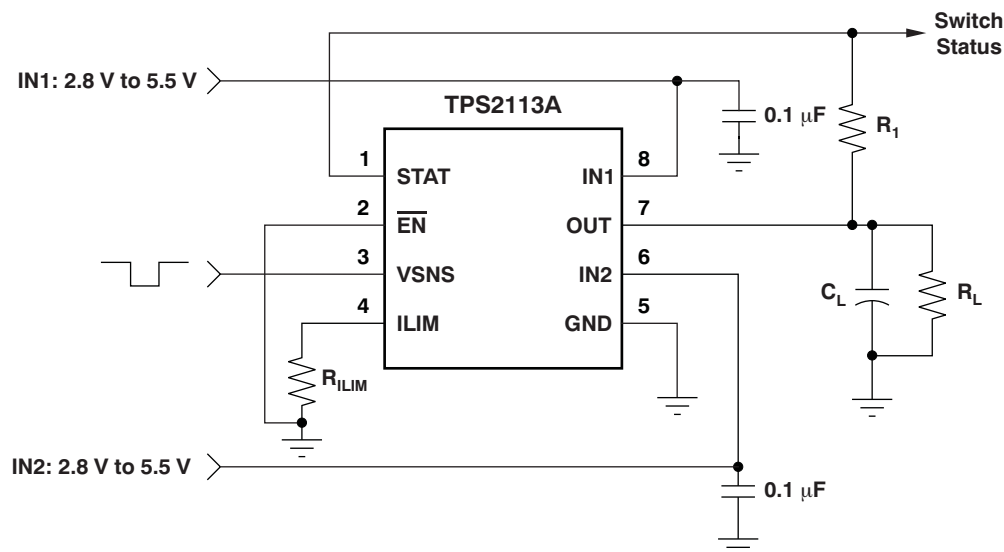 Switch
Status
IN1: 2.8 V to 5.5 V
TPS2113A
0.1 μF
R1
1
STAT
IN1
8
2
EN
OUT
7
3
VSNS
IN2
6
4
ILIM
GND
5
CL
RL
RILIM
IN2: 2.8 V to 5.5 V
0.1 μF